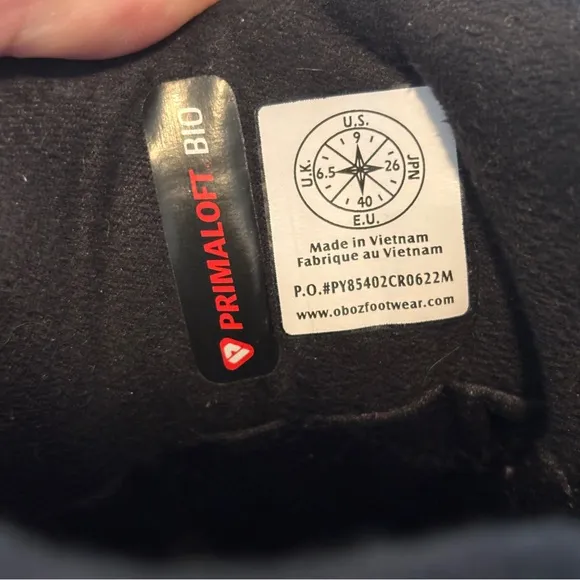 PRIMALOFT BIO
U.S.
9
U.K.
6.5
26
JPN
40
E.U.
Made in Vietnam
Fabrique au Vietnam
P.O.#PY85402CR0622M
www.obozfootwear.com